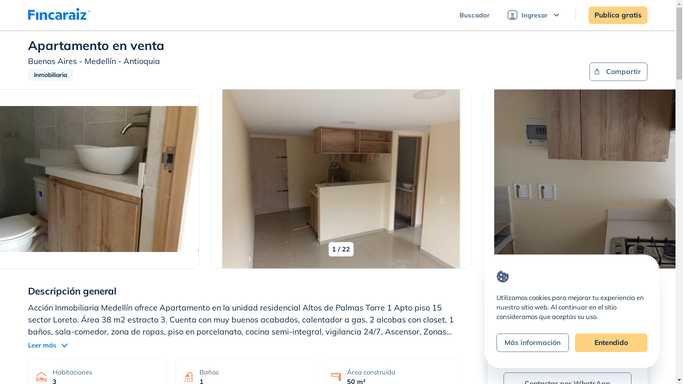 Fincaraiz
Buscador
Ingresar
Publica gratis
Apartamento en venta
Buenos Aires - Medellín - Antioquia
Inmobiliaria
Compartir
1 / 22
Descripción general
Acción Inmobiliaria Medellín ofrece Apartamento en la unidad residencial Altos de Palmas Torre 1 Apto piso 15
sector Loreto. Área 38 m2 estracto 3. Cuenta con muy buenos acabados, calentador a gas, 2 alcobas con closet, 1
baños, sala-comedor, zona de ropas, piso en porcelanato, cocina semi-integral, vigilancia 24/7, Ascensor, Zonas...
Leer más
Habitaciones
3
Baños
1
Área construida
50 m²
Utilizamos cookies para mejorar tu experiencia en
nuestro sitio web. Al continuar en el sitio
consideramos que aceptas su uso.
Más información
Entendido
Contactar por WhatsApp